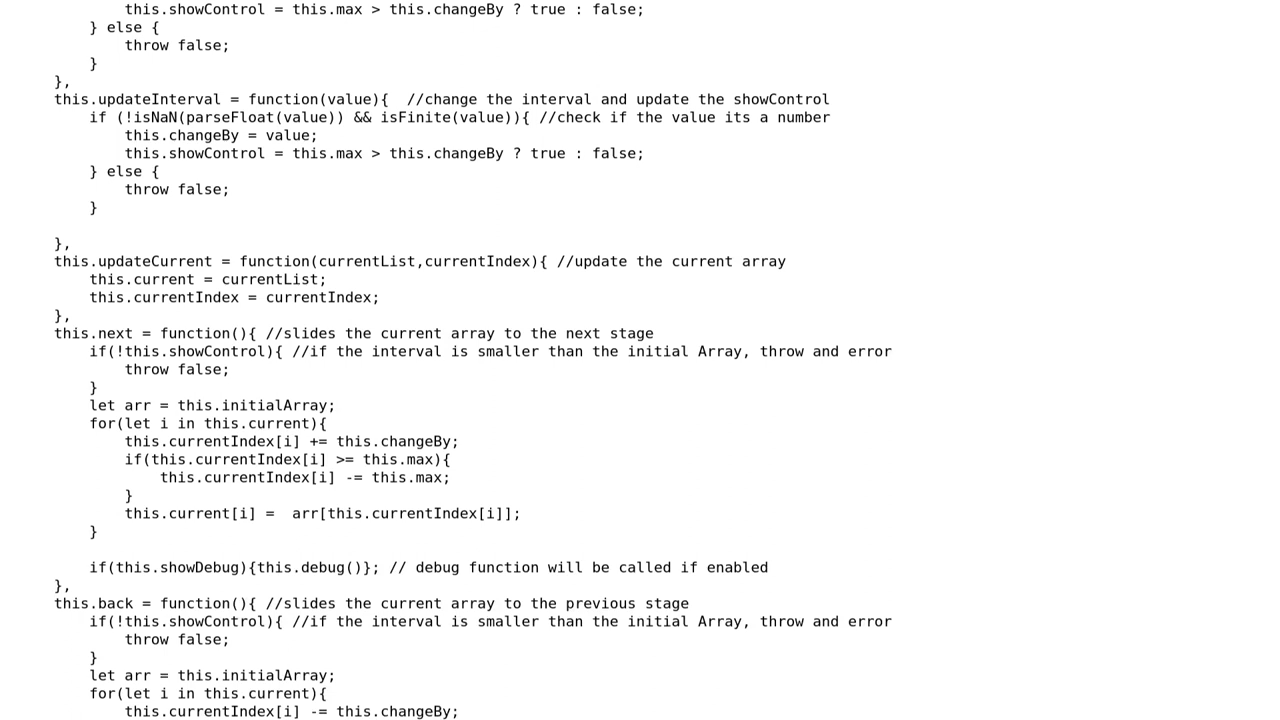 this.showControl = this.max > this.changeBy ? true : false;
} else {
throw false;
}
},
this.updateInterval = function(value){  //change the interval and update the showControl
if (!isNaN(parseFloat(value)) && isFinite(value)){ //check if the value its a number
this.changeBy = value;
this.showControl = this.max > this.changeBy ? true : false;
} else {
throw false;
}
},
this.updateCurrent = function(currentList,currentIndex){ //update the current array
this.current = currentList;
this.currentIndex = currentIndex;
},
this.next = function(){ //slides the current array to the next stage
if(!this.showControl){ //if the interval is smaller than the initial Array, throw and error
throw false;
}
let arr = this.initialArray;
for(let i in this.current){
this.currentIndex[i] += this.changeBy;
if(this.currentIndex[i] >= this.max){
this.currentIndex[i] -= this.max;
}
this.current[i] =  arr[this.currentIndex[i]];
}
if(this.showDebug){this.debug()}; // debug function will be called if enabled
},
this.back = function(){ //slides the current array to the previous stage
if(!this.showControl){ //if the interval is smaller than the initial Array, throw and error
throw false;
}
let arr = this.initialArray;
for(let i in this.current){
this.currentIndex[i] -= this.changeBy;